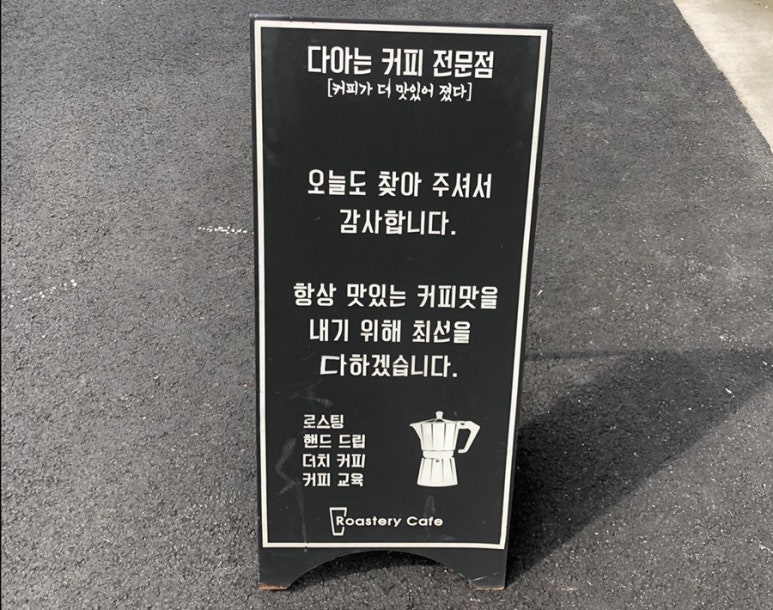 다아는 커피 전문점
[커피가 더 맛있어 졌다]
오늘도 찾아 주셔서
감사합니다.
항상 맛있는 커피맛을
내기 위해 최선을
다하겠습니다.
로스팅
핸드 드립
더치 커피
커피 교육
Roastery Cafe